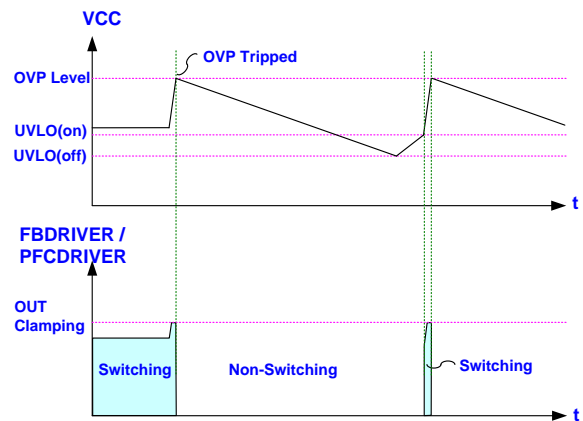 VCC
OVP Tripped
OVP Level
UVLO(on)
UVLO(off)
t
FBDRIVER /
PFCDRIVER
OUT
Clamping
Switching
Non-Switching
Switching
t